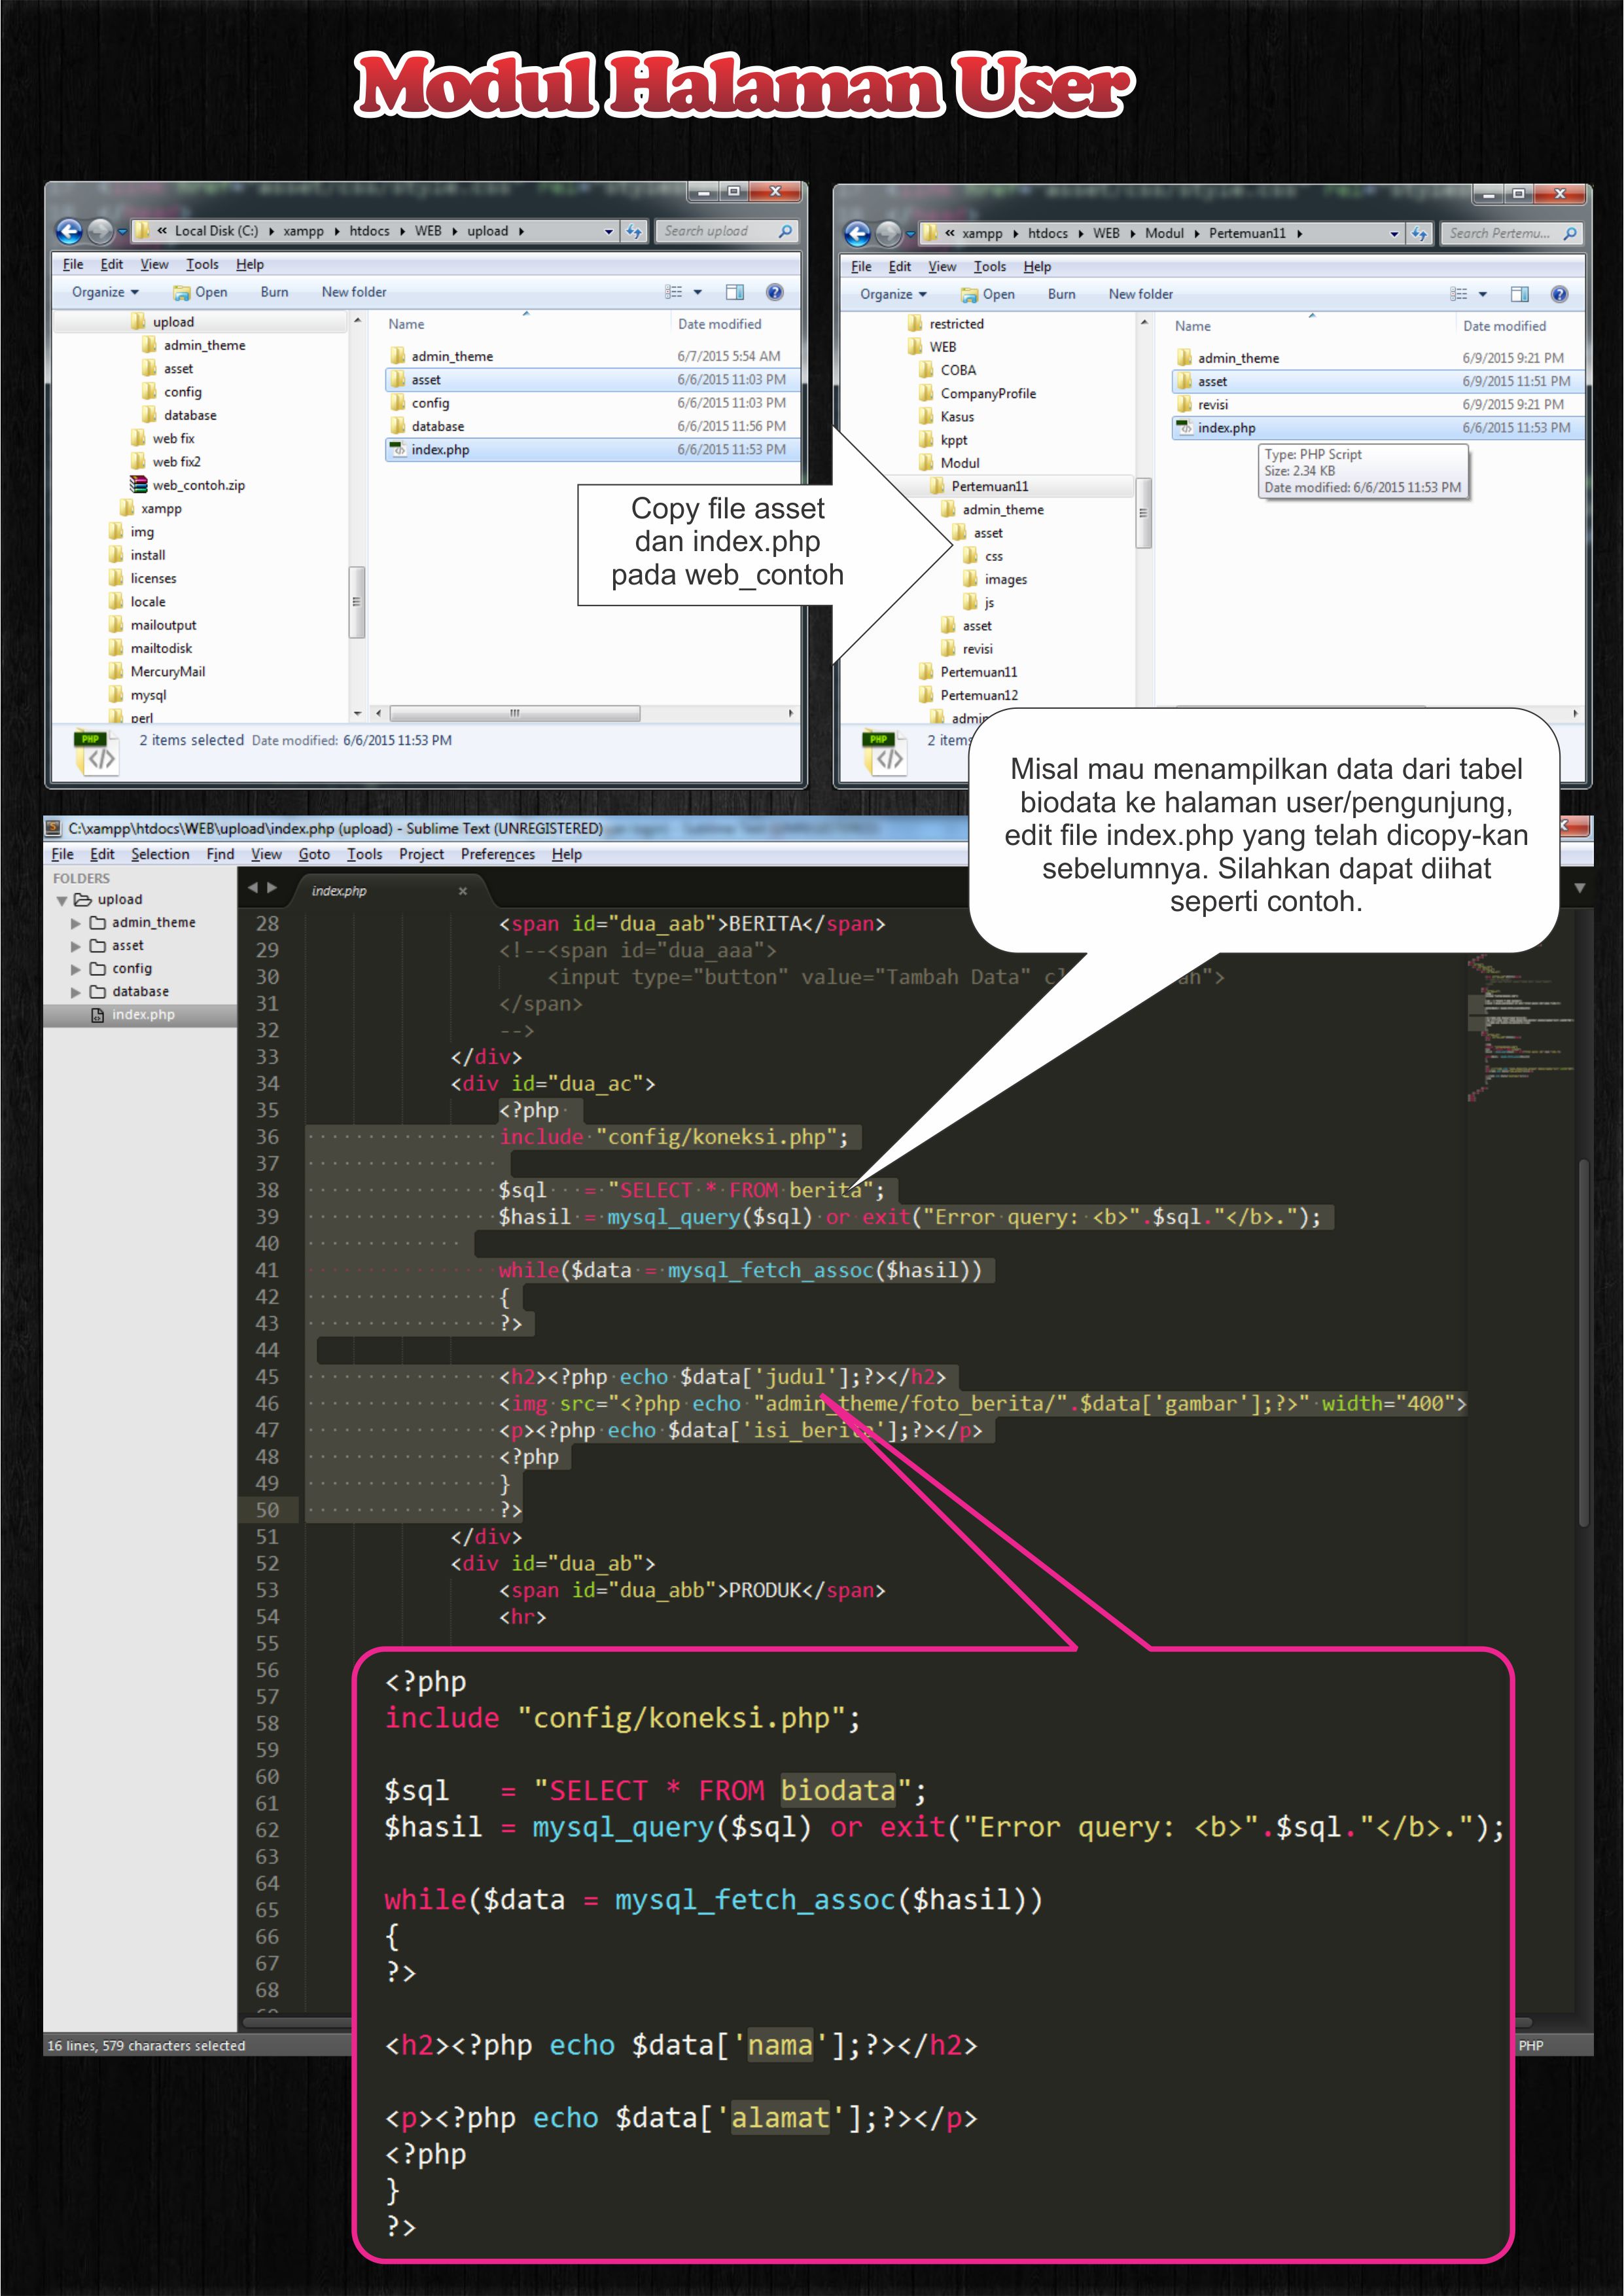 Modul Halaman User
« Local Disk (C:) ▸ xampp ▸ htdocs ▸ WEB ▸ upload ▸
Search upload
File Edit View Tools Help
Organize Open Burn New folder
upload
admin_theme
asset
config
database
web fix
web fix2
web_contoh.zip
xampp
img
install
licenses
locale
mailoutput
mailtodisk
MercuryMail
mysql
perl
Name Date modified
admin_theme 6/7/2015 5:54 AM
asset 6/6/2015 11:03 PM
config 6/6/2015 11:03 PM
database 6/6/2015 11:56 PM
index.php 6/6/2015 11:53 PM
PHP
2 items selected Date modified: 6/6/2015 11:53 PM
Copy file asset
dan index.php
pada web_contoh
« xampp ▸ htdocs ▸ WEB ▸ Modul ▸ Pertemuan11 ▸
Search Pertemu...
File Edit View Tools Help
Organize Open Burn New folder
restricted
WEB
COBA
CompanyProfile
Kasus
kppt
Modul
Pertemuan11
admin_theme
asset
css
images
js
asset
revisi
Pertemuan11
Pertemuan12
Name Date modified
admin_theme 6/9/2015 9:21 PM
asset 6/9/2015 11:51 PM
revisi 6/9/2015 9:21 PM
index.php 6/6/2015 11:53 PM
Type: PHP Script
Size: 2.34 KB
Date modified: 6/6/2015 11:53 PM
PHP
Misal mau menampilkan data dari tabel
biodata ke halaman user/pengunjung,
edit file index.php yang telah dicopy-kan
sebelumnya. Silahkan dapat diihat
seperti contoh.
C:\xampp\htdocs\WEB\upload\index.php (upload) - Sublime Text (UNREGISTERED)
File Edit Selection Find View Goto Tools Project Preferences Help
FOLDERS
upload
admin_theme
asset
config
database
index.php
index.php ×
28 <span id="dua_aab">BERITA</span>
29 <!--<span id="dua_aaa">
30 <input type="button" value="Tambah Data"
31 </span>
32 -->
33 </div>
34 <div id="dua_ac">
35 <?php
36 include "config/koneksi.php";
37
38 $sql = "SELECT * FROM berita";
39 $hasil = mysql_query($sql) or exit("Error query: <b>".$sql."</b>.");
40
41 while($data = mysql_fetch_assoc($hasil))
42 {
43 ?>
44
45 <h2><?php echo $data['judul'];?></h2>
46 <img src="<?php echo "admin_theme/foto_berita/".$data['gambar'];?>" width="400">
47 <p><?php echo $data['isi_berita'];?></p>
48 <?php
49 }
50 ?>
51 </div>
52 <div id="dua_ab">
53 <span id="dua_abb">PRODUK</span>
54 <hr>
55
56
57
58
59
60
61
62
63
64
65
66
67
68
<?php
include "config/koneksi.php";
$sql = "SELECT * FROM biodata";
$hasil = mysql_query($sql) or exit("Error query: <b>".$sql."</b>.");
while($data = mysql_fetch_assoc($hasil))
{
?>
<h2><?php echo $data['nama'];?></h2>
<p><?php echo $data['alamat'];?></p>
<?php
}
?>
16 lines, 579 characters selected
PHP